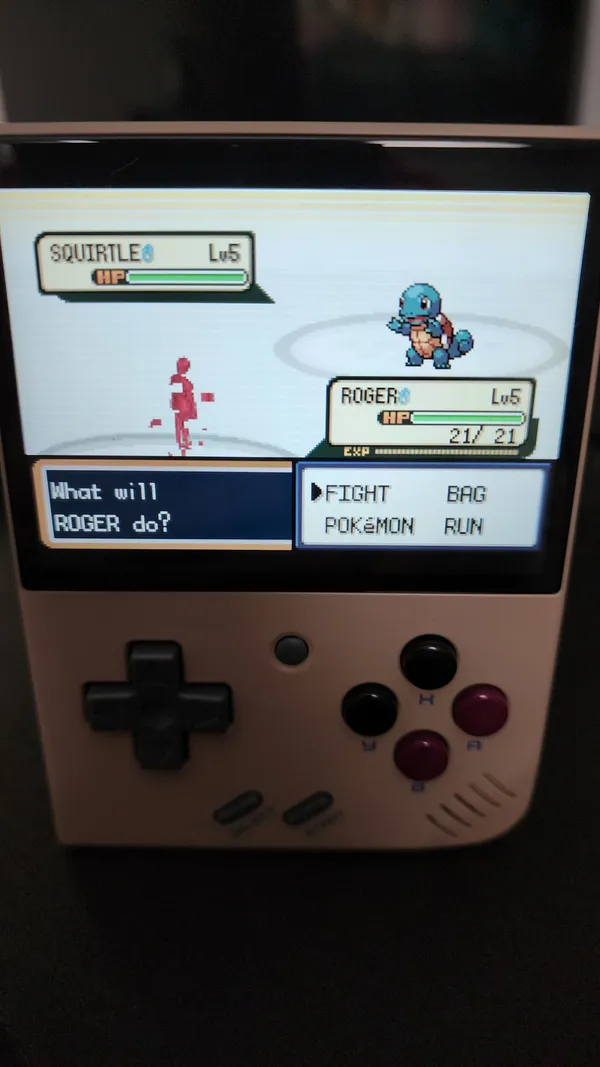 SQUIRTLE♂ Lv5
HP
ROGER♂ Lv5
HP
21/ 21
EXP
What will
ROGER do?
▶FIGHT BAG
POKéMON RUN
X
Y A
B